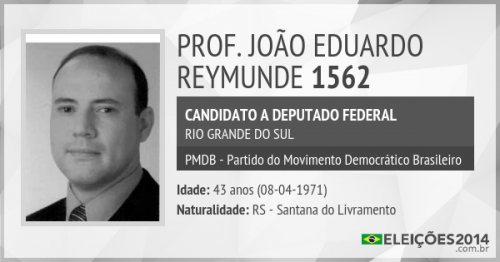 PROF. JOÃO EDUARDO
REYMUNDE 1562
CANDIDATO A DEPUTADO FEDERAL
RIO GRANDE DO SUL
PMDB - Partido do Movimento Democrático Brasileiro
Idade: 43 anos (08-04-1971)
Naturalidade: RS - Santana do Livramento
ELEIÇÕES2014
.com.br